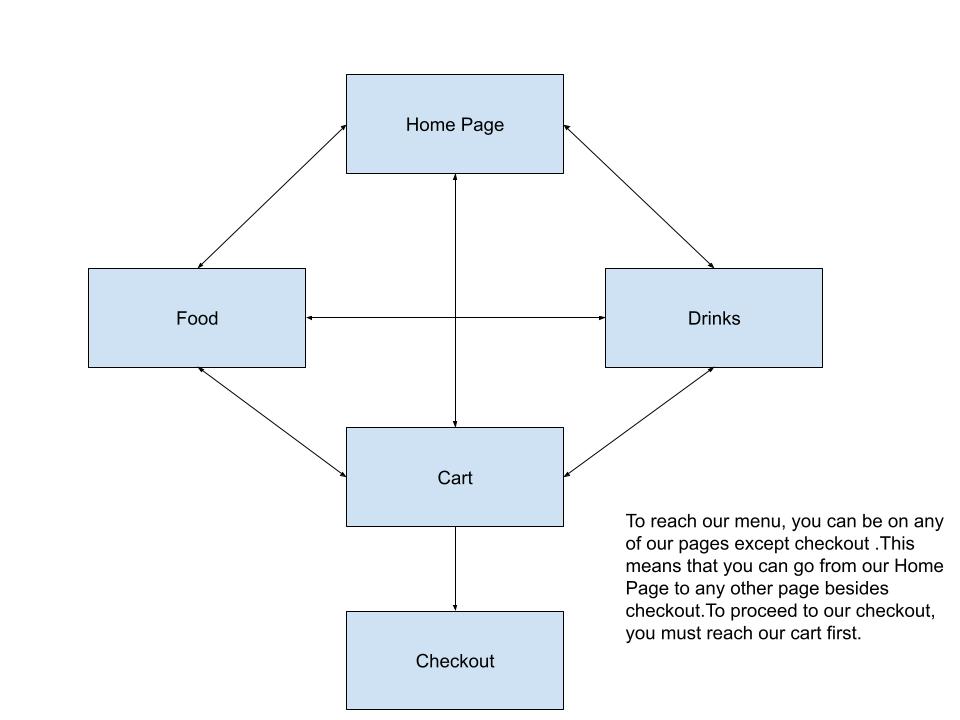 Home Page
Food
Drinks
Cart
To reach our menu, you can be on any
of our pages except checkout .This
means that you can go from our Home
Page to any other page besides
checkout.To proceed to our checkout,
you must reach our cart first.
Checkout